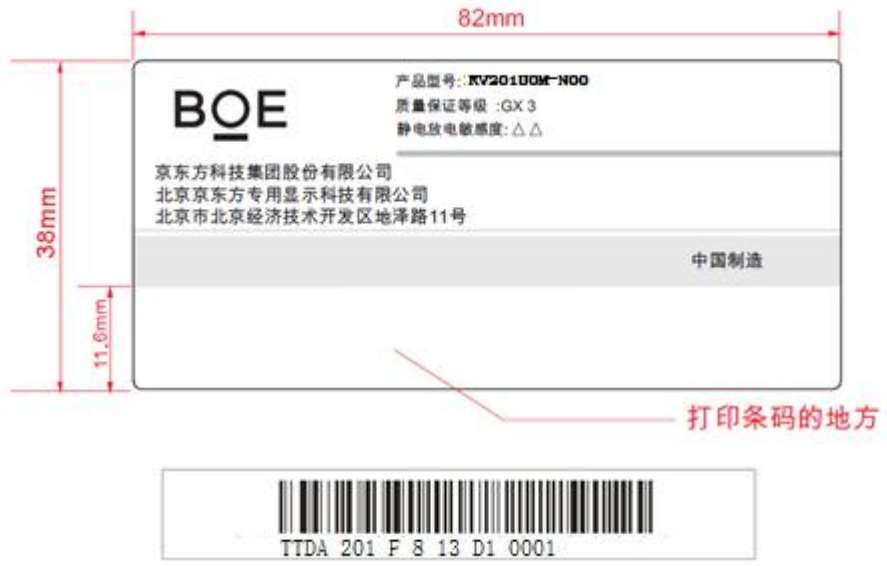 82mm
BOE
产品型号:RV201UOM-N00
质量保证等级 :GX 3
静电放电敏感度:△△
京东方科技集团股份有限公司
北京京东方专用显示科技有限公司
北京市北京经济技术开发区地泽路11号
38mm
中国制造
11.6mm
打印条码的地方
TTDA 201 F 8 13 D1 0001